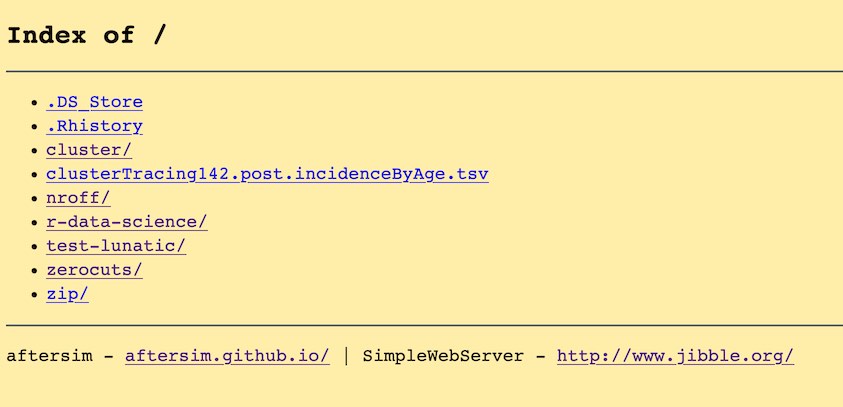 Index of /
.DS_Store
.Rhistory
cluster/
clusterTracing142.post.incidenceByAge.tsv
nroff/
r-data-science/
test-lunatic/
zerocuts/
zip/
aftersim - aftersim.github.io/ | SimpleWebServer - http://www.jibble.org/